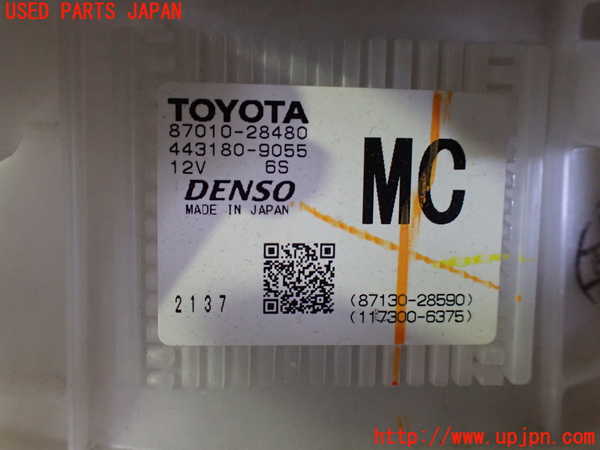 USED PARTS JAPAN
TOYOTA
87010-28480
443180-9055
12V 6S
DENSO
MADE IN JAPAN
MC
2137
(87130-28590)
(117300-6375)
http://www.upjpn.com/